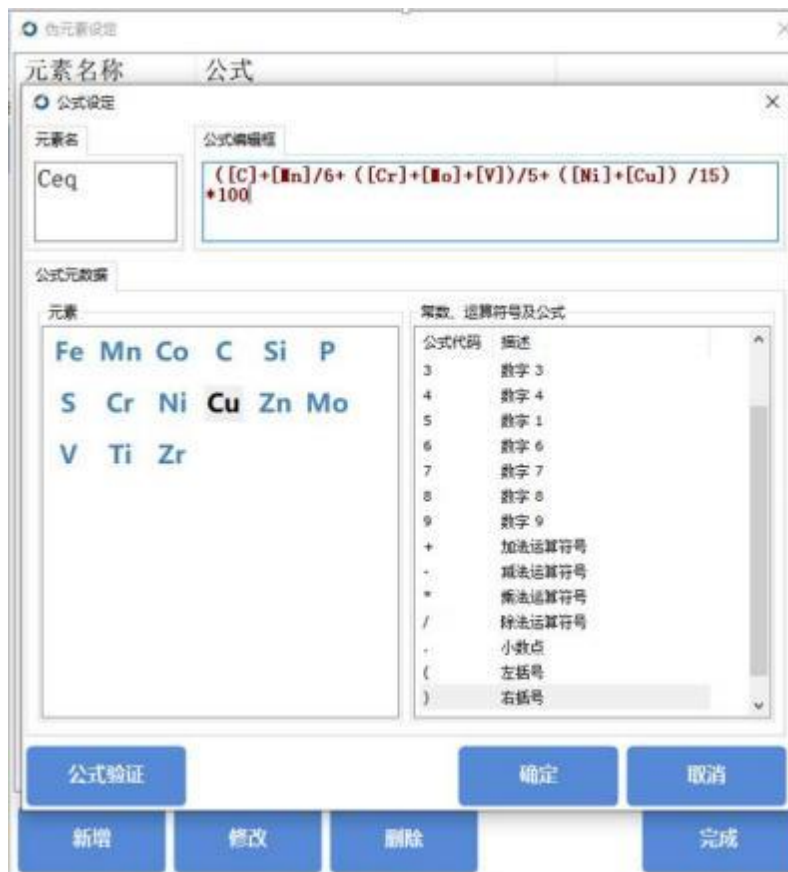 伪元素设定
元素名称 公式
公式设定
元素名 公式编辑框
Ceq
([C]+[Mn]/6+ ([Cr]+[Mo]+[V])/5+ ([Ni]+[Cu]) /15)
*100
公式元数据
元素
Fe Mn Co C Si P
S Cr Ni Cu Zn Mo
V Ti Zr
常数、运算符号及公式
公式代码 描述
3 数字 3
4 数字 4
5 数字 1
6 数字 6
7 数字 7
8 数字 8
9 数字 9
+ 加法运算符号
- 减法运算符号
* 乘法运算符号
/ 除法运算符号
. 小数点
( 左括号
) 右括号
公式验证 确定 取消
新增 修改 删除 完成